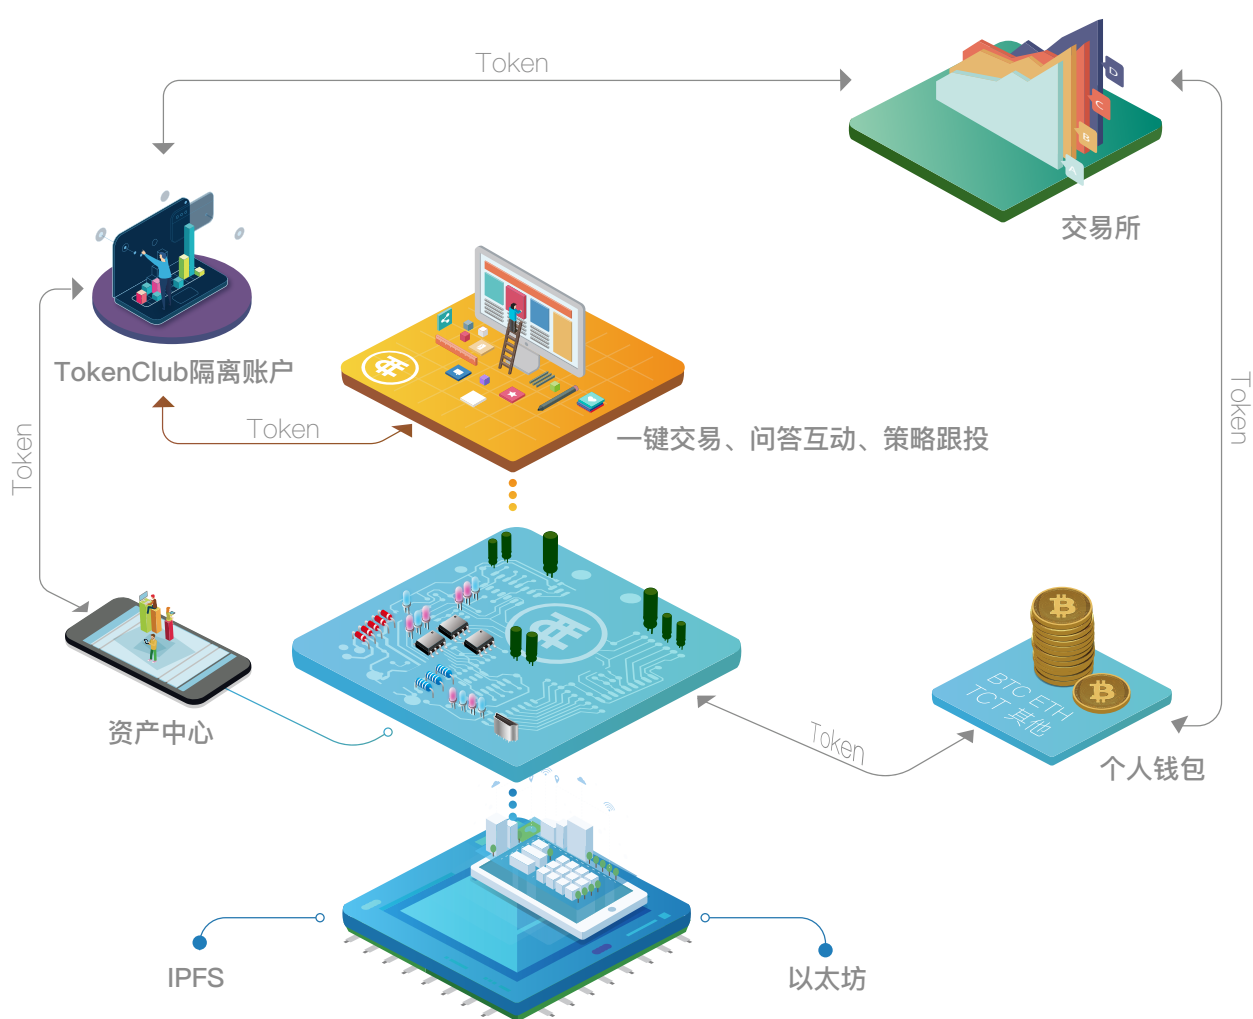 Token
D
C
B
A
交易所
TokenClub隔离账户
Token
Token
Token
一键交易、问答互动、策略跟投
资产中心
BTC ETH
TCT 其他
Token
个人钱包
IPFS
以太坊